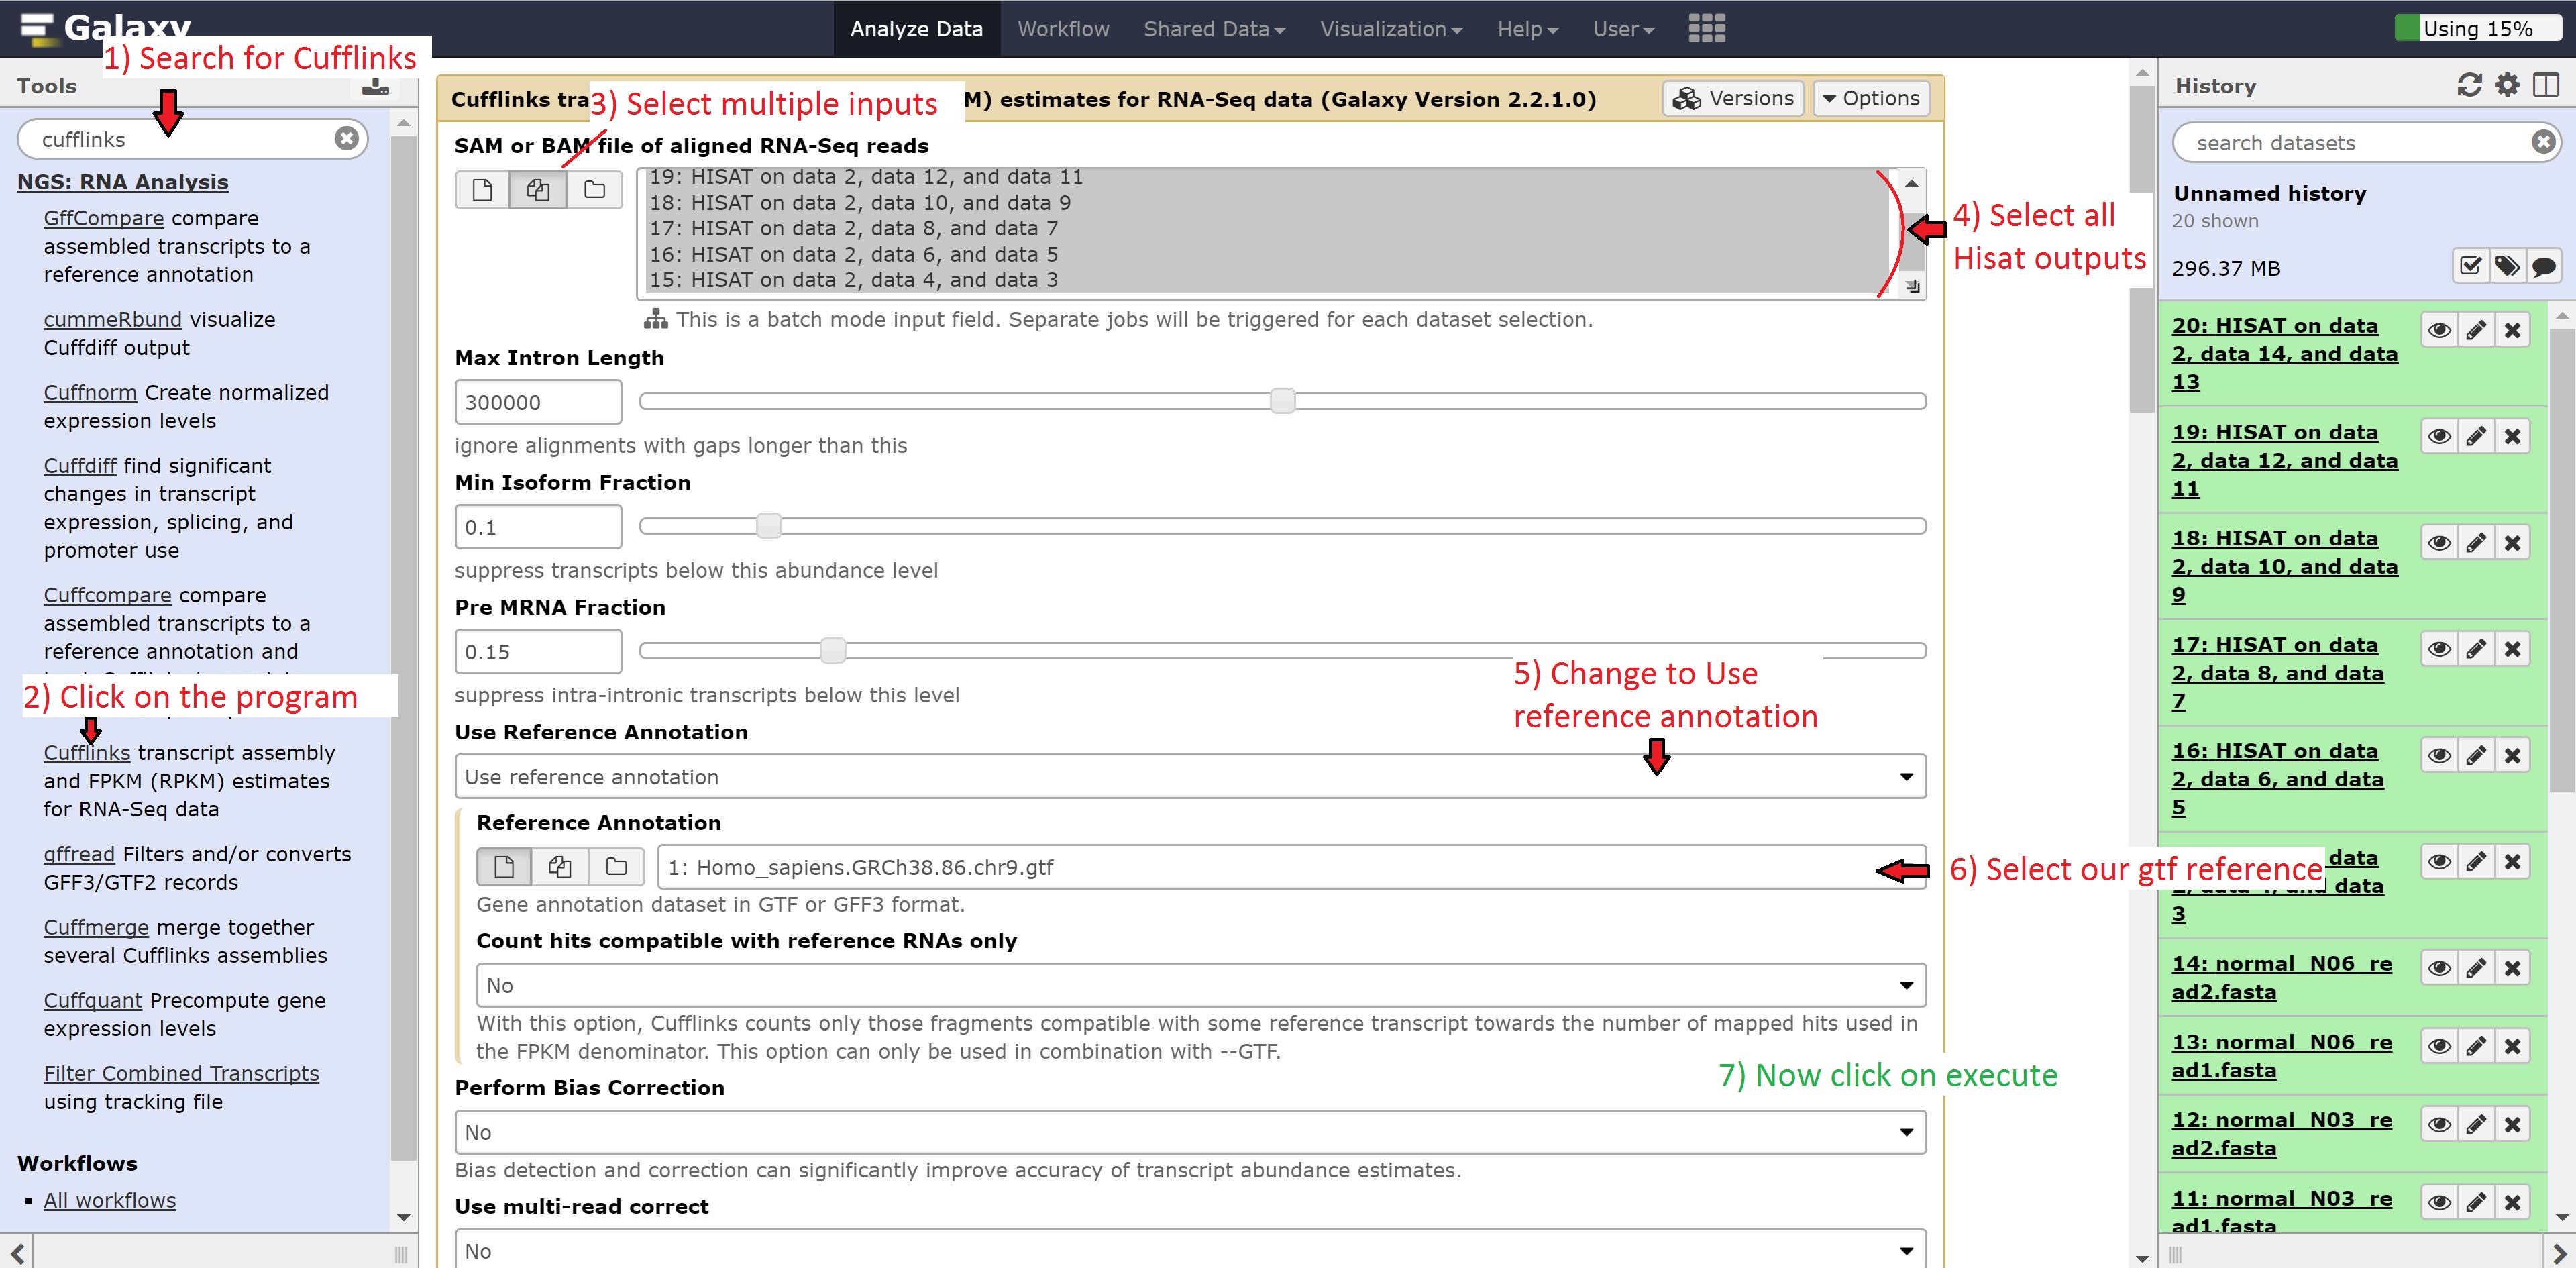 Galaxy
Analyze Data
Workflow
Shared Data
Visualization
Help
User
Using 15%
1) Search for Cufflinks
Tools
cufflinks
NGS: RNA Analysis
GffCompare compare
assembled transcripts to a
reference annotation
cummeRbund visualize
Cuffdiff output
Cuffnorm Create normalized
expression levels
Cuffdiff find significant
changes in transcript
expression, splicing, and
promoter use
Cuffcompare compare
assembled transcripts to a
reference annotation and
2) Click on the program
Cufflinks transcript assembly
and FPKM (RPKM) estimates
for RNA-Seq data
gffread Filters and/or converts
GFF3/GTF2 records
Cuffmerge merge together
several Cufflinks assemblies
Cuffquant Precompute gene
expression levels
Filter Combined Transcripts
using tracking file
Workflows
All workflows
Cufflinks tra
3) Select multiple inputs
M) estimates for RNA-Seq data (Galaxy Version 2.2.1.0)
Versions
Options
SAM or BAM file of aligned RNA-Seq reads
19: HISAT on data 2, data 12, and data 11
18: HISAT on data 2, data 10, and data 9
17: HISAT on data 2, data 8, and data 7
16: HISAT on data 2, data 6, and data 5
15: HISAT on data 2, data 4, and data 3
4) Select all
Hisat outputs
This is a batch mode input field. Separate jobs will be triggered for each dataset selection.
Max Intron Length
300000
ignore alignments with gaps longer than this
Min Isoform Fraction
0.1
suppress transcripts below this abundance level
Pre MRNA Fraction
0.15
suppress intra-intronic transcripts below this level
5) Change to Use
reference annotation
Use Reference Annotation
Use reference annotation
Reference Annotation
1: Homo_sapiens.GRCh38.86.chr9.gtf
6) Select our gtf reference
Gene annotation dataset in GTF or GFF3 format.
Count hits compatible with reference RNAs only
No
With this option, Cufflinks counts only those fragments compatible with some reference transcript towards the number of mapped hits used in
the FPKM denominator. This option can only be used in combination with --GTF.
7) Now click on execute
Perform Bias Correction
No
Bias detection and correction can significantly improve accuracy of transcript abundance estimates.
Use multi-read correct
No
History
search datasets
Unnamed history
20 shown
296.37 MB
20: HISAT on data
2, data 14, and data
13
19: HISAT on data
2, data 12, and data
11
18: HISAT on data
2, data 10, and data
9
17: HISAT on data
2, data 8, and data
7
16: HISAT on data
2, data 6, and data
5
data
data
3
14: normal_N06_re
ad2.fasta
13: normal_N06_re
ad1.fasta
12: normal_N03_re
ad2.fasta
11: normal_N03_re
ad1.fasta